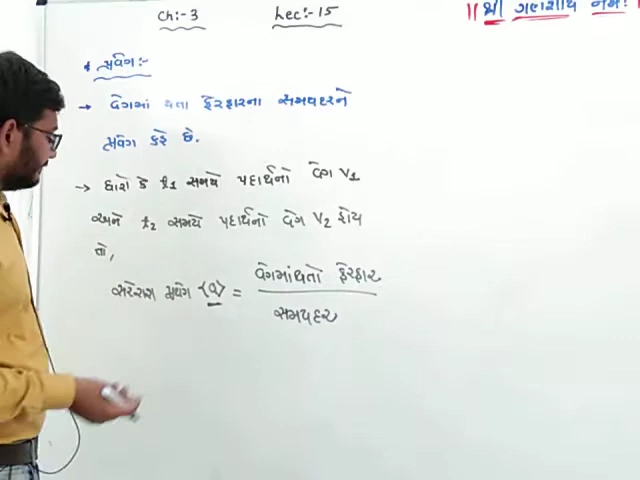 Ch:- 3 Lec:- 15 ॥ શ્રી ગણેશાય નમઃ ॥
* પ્રવેગ:-
→ વેગમાં થતા ફેરફારના સમયદરને
પ્રવેગ કહે છે.
→ ધારો કે t₁ સમયે પદાર્થનો વેગ V₁
અને t₂ સમયે પદાર્થનો વેગ V₂ હોય
તો,
સરેરાશ પ્રવેગ <a> = વેગમાં થતો ફેરફાર
સમયદર